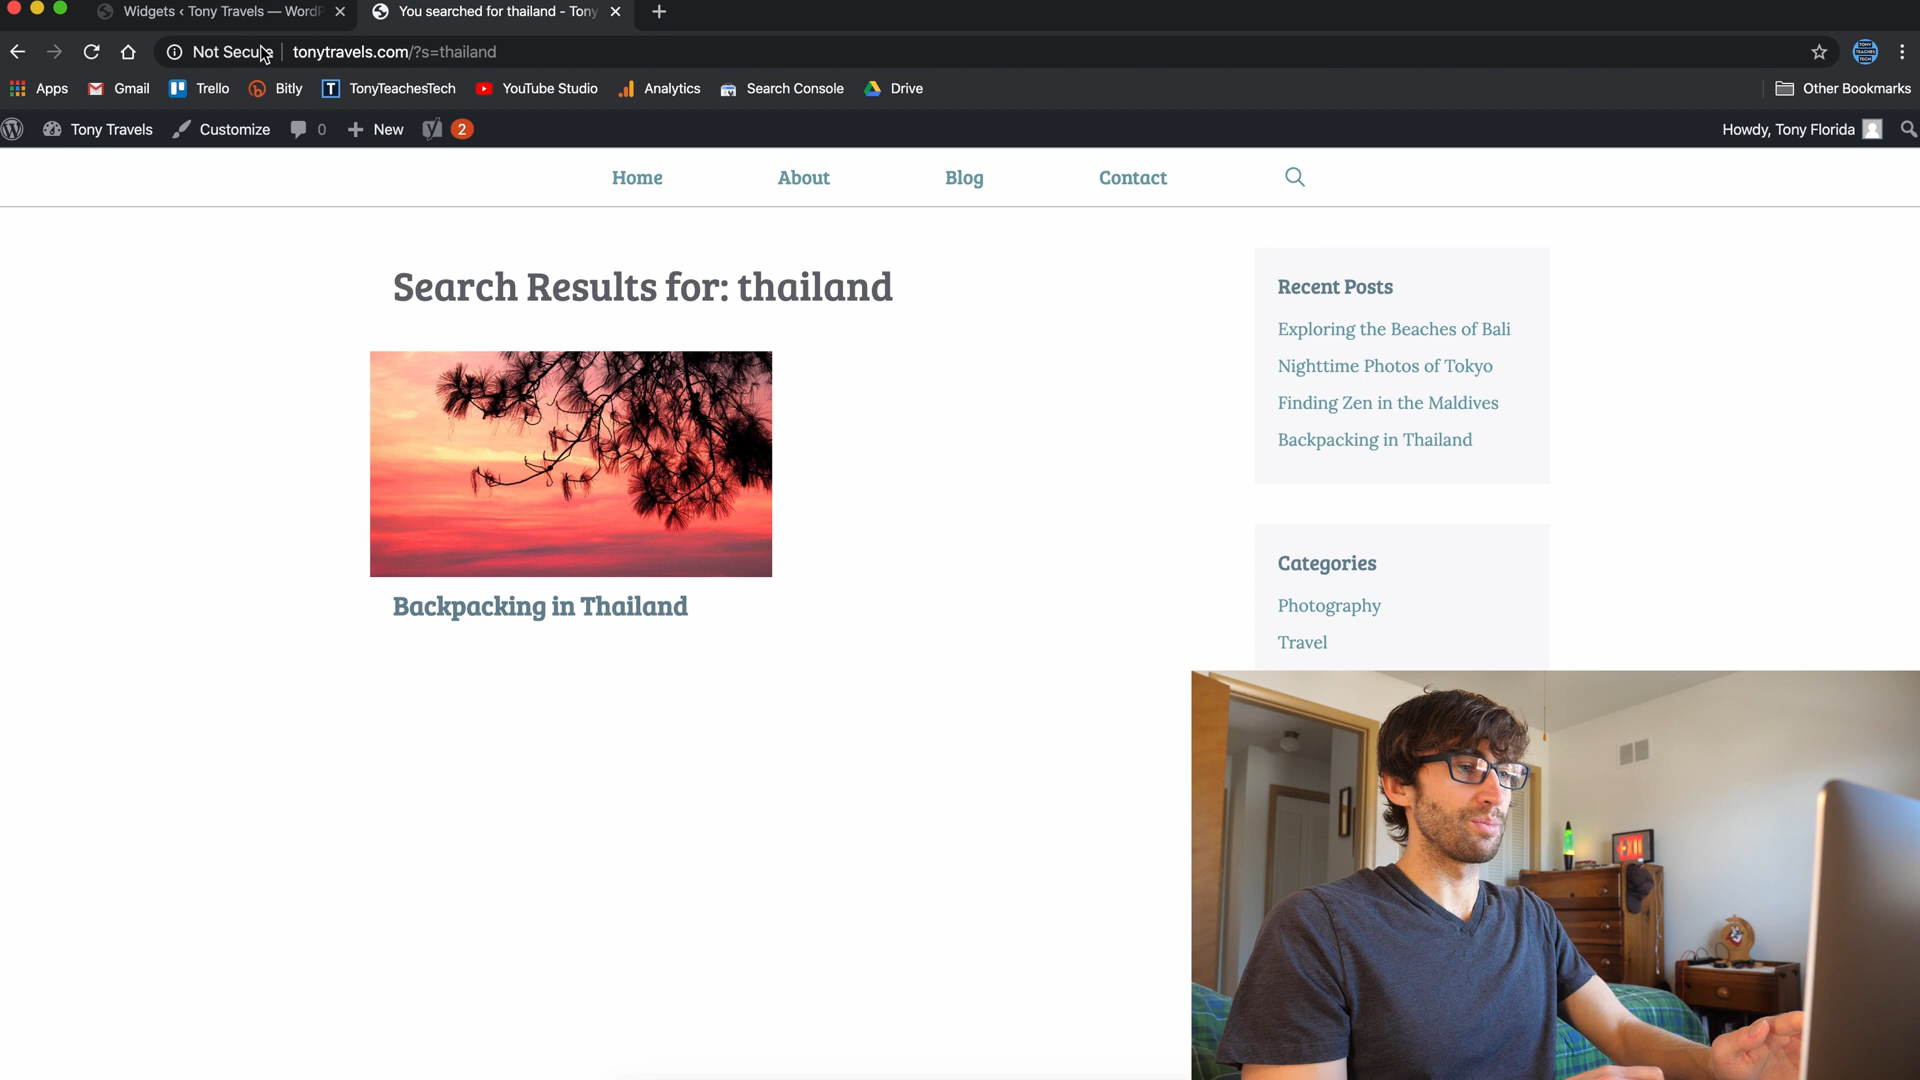 Widgets ‹ Tony Travels — WordP
You searched for thailand - Tony
Not Secure
tonytravels.com/?s=thailand
Apps
Gmail
Trello
Bitly
TonyTeachesTech
YouTube Studio
Analytics
Search Console
Drive
Other Bookmarks
Tony Travels
Customize
0
New
2
Howdy, Tony Florida
Home
About
Blog
Contact
Search Results for: thailand
Backpacking in Thailand
Recent Posts
Exploring the Beaches of Bali
Nighttime Photos of Tokyo
Finding Zen in the Maldives
Backpacking in Thailand
Categories
Photography
Travel